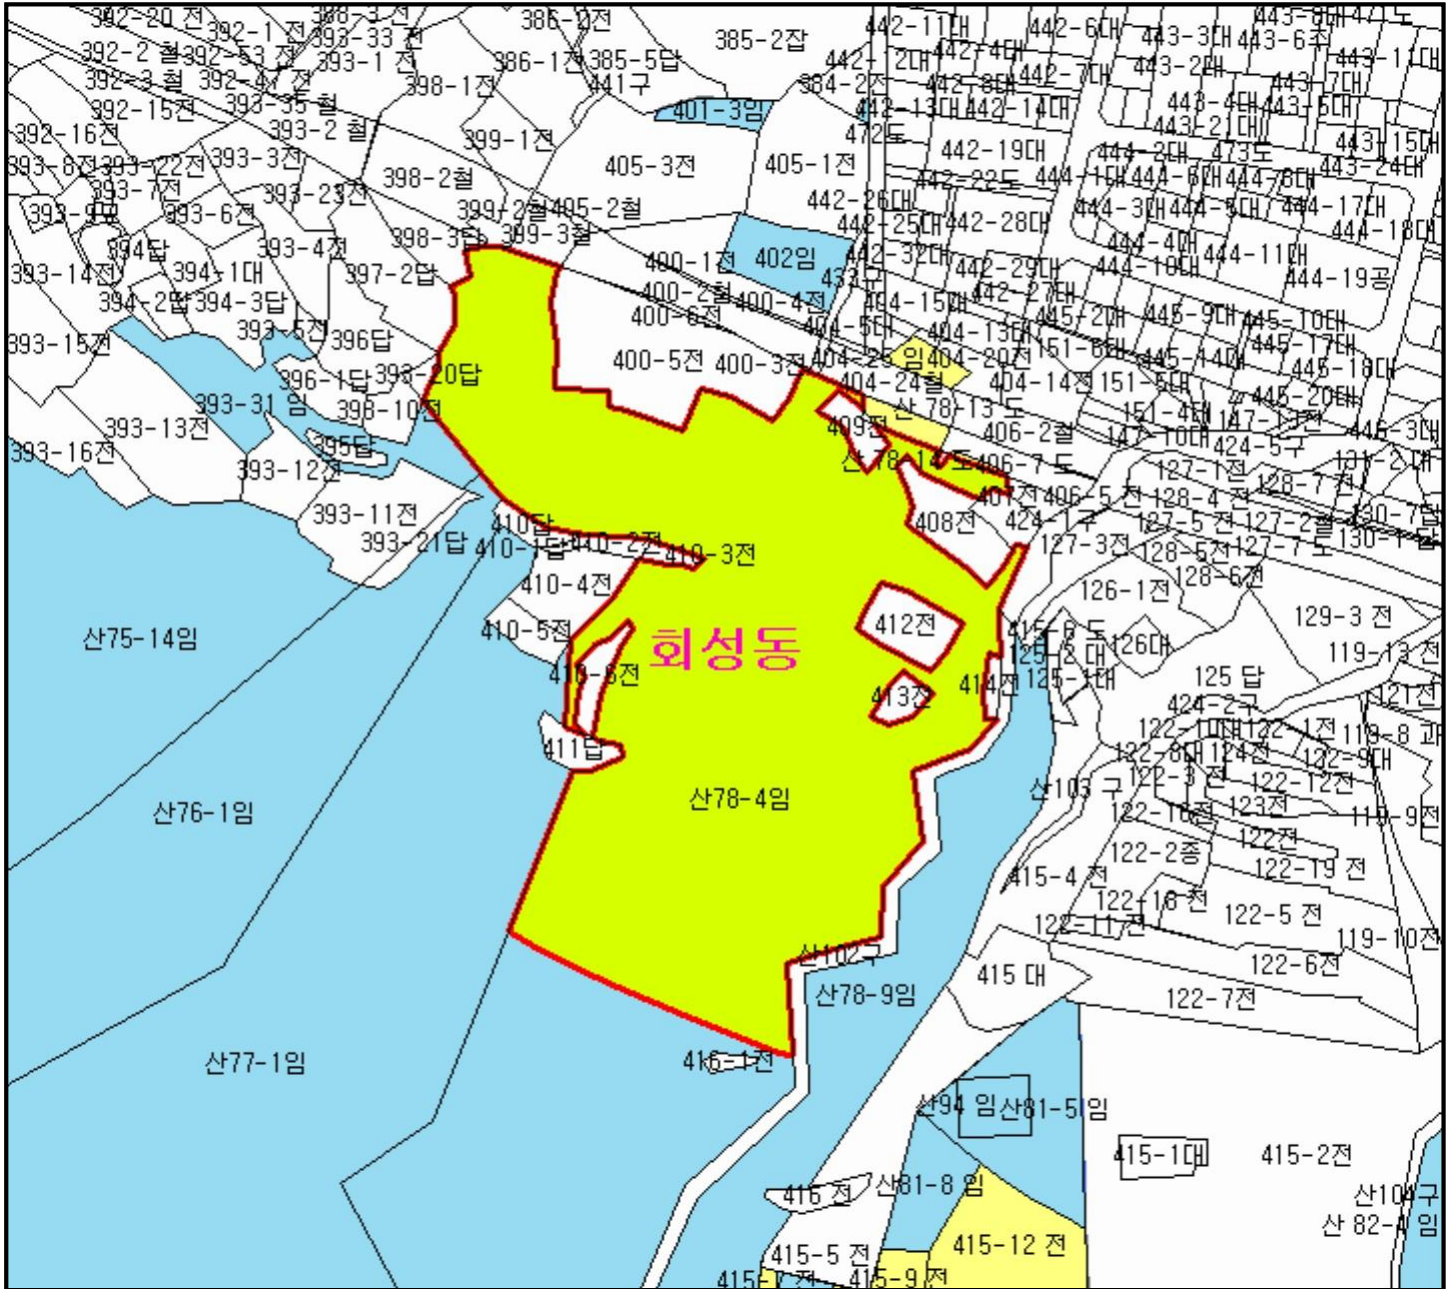 392-20 전
392-1 전
388-3 전
386-2전
385-2잡
442-11대
442-6대
443-8대
471도
392-2 철
392-53 전
393-33 전
393-1 전
386-1전
385-5답
442-12대
442-4대
443-3대
443-11대
392-3 철
392-47 전
398-1전
441구
442-8대
442-7대
443-2대
443-7대
392-15전
393-35 철
401-3임
442-13대
442-14대
443-4대
443-5대
392-16전
393-2 철
399-1전
472도
443-21대
443-15대
393-8전
393-22전
393-3전
398-2철
405-3전
405-1전
442-19대
444-2대
473도
443-24대
393-7전
393-23전
442-22도
444-1대
444-6대
444-8대
393-6전
399-2철
405-2철
442-26대
444-3대
444-5대
444-17대
394답
393-4전
398-3답
399-3철
442-25대
442-28대
444-4대
444-18대
393-14전
394-1대
397-2답
400-1전
402임
442-32대
442-29대
444-10대
444-11대
444-19공
394-2답
394-3답
400-2철
400-4전
433구
442-27대
393-15전
393-5전
396답
400-6전
404-5대
404-15대
404-13대
445-2대
445-9대
445-10대
400-5전
400-3전
404-25 임
404-20전
151-6대
445-14대
445-17대
396-1답
393-20답
404-24철
404-14전
151-5대
445-18대
393-31 임
398-10전
산 78-13 도
151-4대
445-20대
393-13전
395답
409전
406-2철
147-10대
424-5구
446-3대
393-16전
393-12전
산 78-14 도
406-7 도
127-1전
131-2 대
393-11전
410답
408전
407전
406-5 전
128-4 전
128-7 전
393-21답
410-1답
410-2전
410-3전
424-1구
127-5 전
127-2철
410-4전
127-3전
128-5전
127-7 도
126-1전
128-6전
산75-14임
410-5전
회성동
412전
415-6 도
126대
129-3 전
125-2 대
119-13 전
413전
414전
125-1대
125 답
121전
424-2구
411답
122-1전
119-8 과
122-8대
124전
122-9대
산76-1임
산78-4임
산103 구
122-3 전
122-12전
122-16전
123전
119-9전
122-2종
122전
415-4 전
122-19 전
122-18 전
122-5 전
122-11 전
119-10전
산102구
415 대
122-6전
산78-9임
122-7전
산77-1임
416-1전
산94 임
산81-5 임
415-1대
415-2전
416 전
산81-8 임
산104구
산 82-4 임
415-5 전
415-12 전
415-7 전
415-9 전